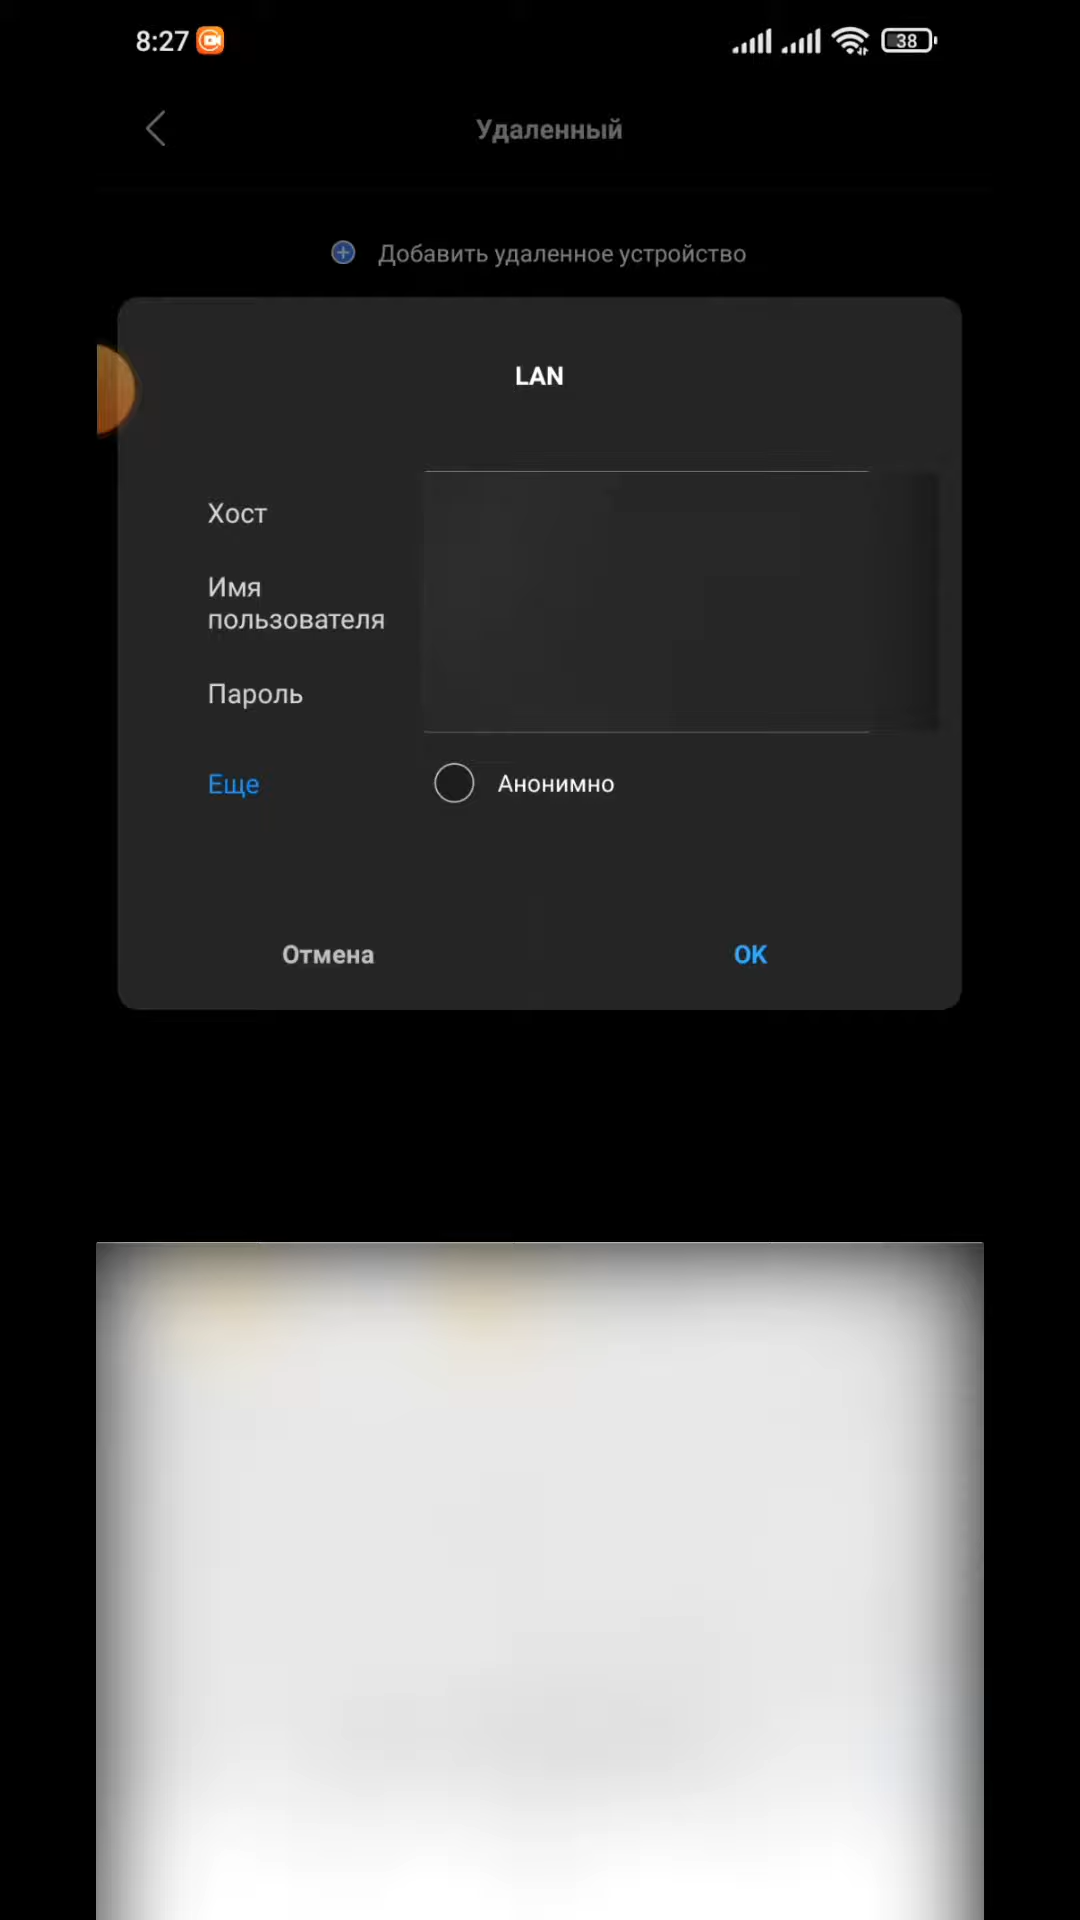 8:27
38
Удаленный
Добавить удаленное устройство
LAN
Хост
Имя
пользователя
Пароль
Еще
Анонимно
Отмена
OK